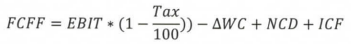 FCFF = EBIT * (1 − Tax/100)) − ΔWC + NCD + ICF